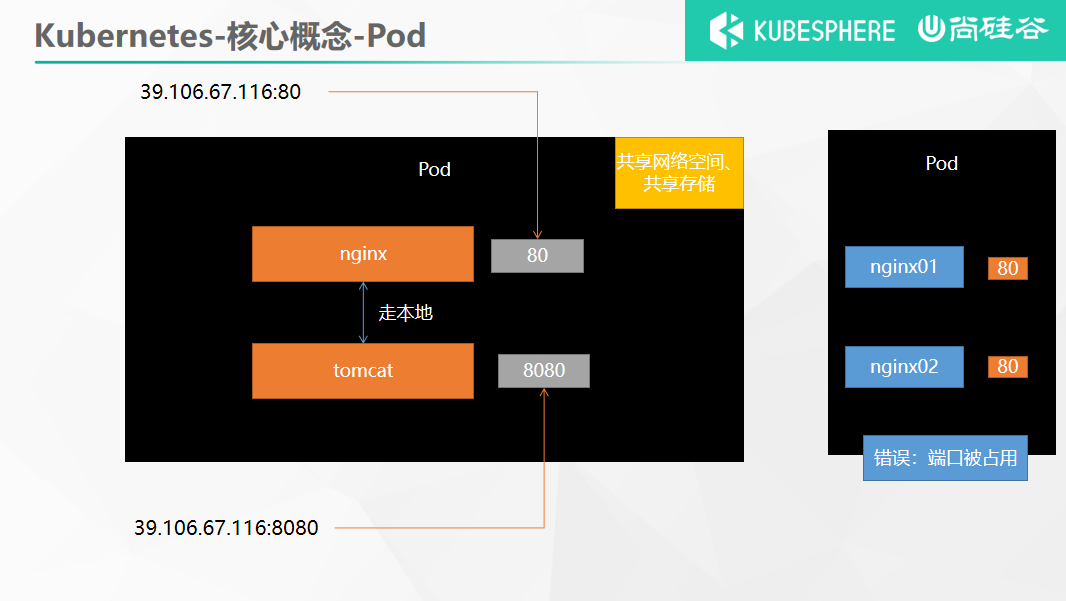 Kubernetes-核心概念-Pod
KUBESPHERE
尚硅谷
39.106.67.116:80
Pod
共享网络空间、
共享存储
nginx
80
走本地
tomcat
8080
39.106.67.116:8080
Pod
nginx01
80
nginx02
80
错误：端口被占用